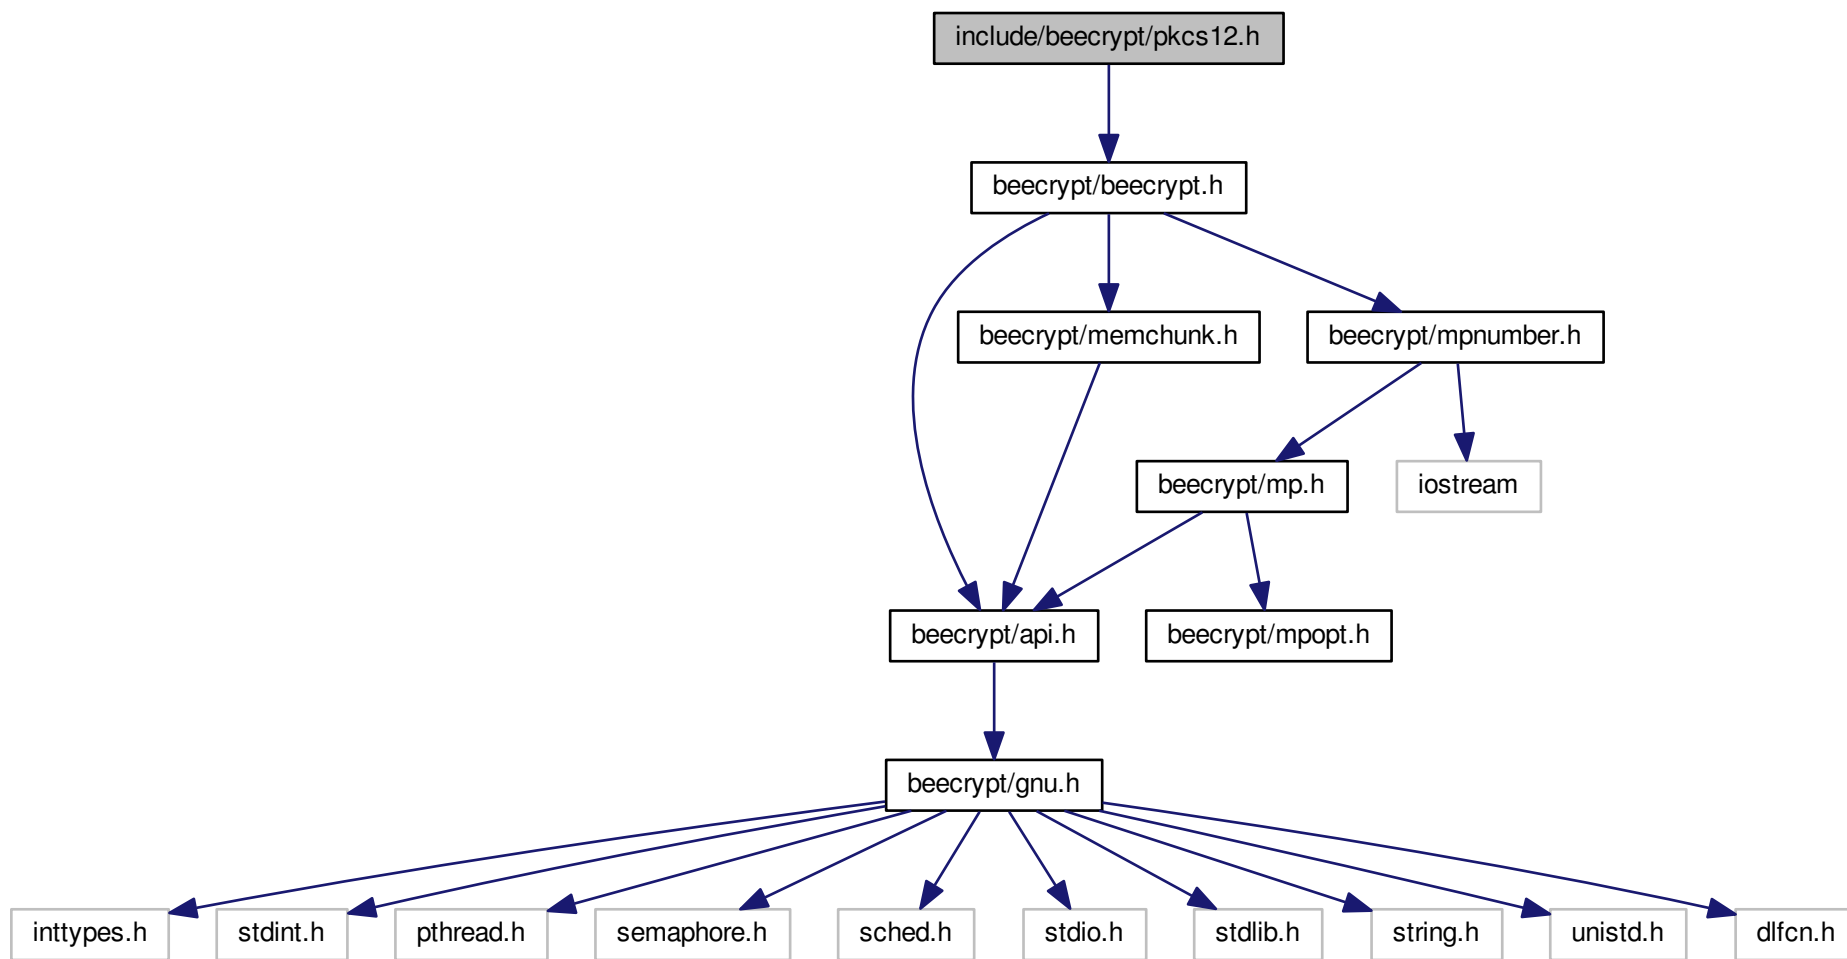 include/beecrypt/pkcs12.h
beecrypt/beecrypt.h
beecrypt/memchunk.h
beecrypt/mpnumber.h
beecrypt/mp.h
iostream
beecrypt/api.h
beecrypt/mpopt.h
beecrypt/gnu.h
inttypes.h
stdint.h
pthread.h
semaphore.h
sched.h
stdio.h
stdlib.h
string.h
unistd.h
dlfcn.h